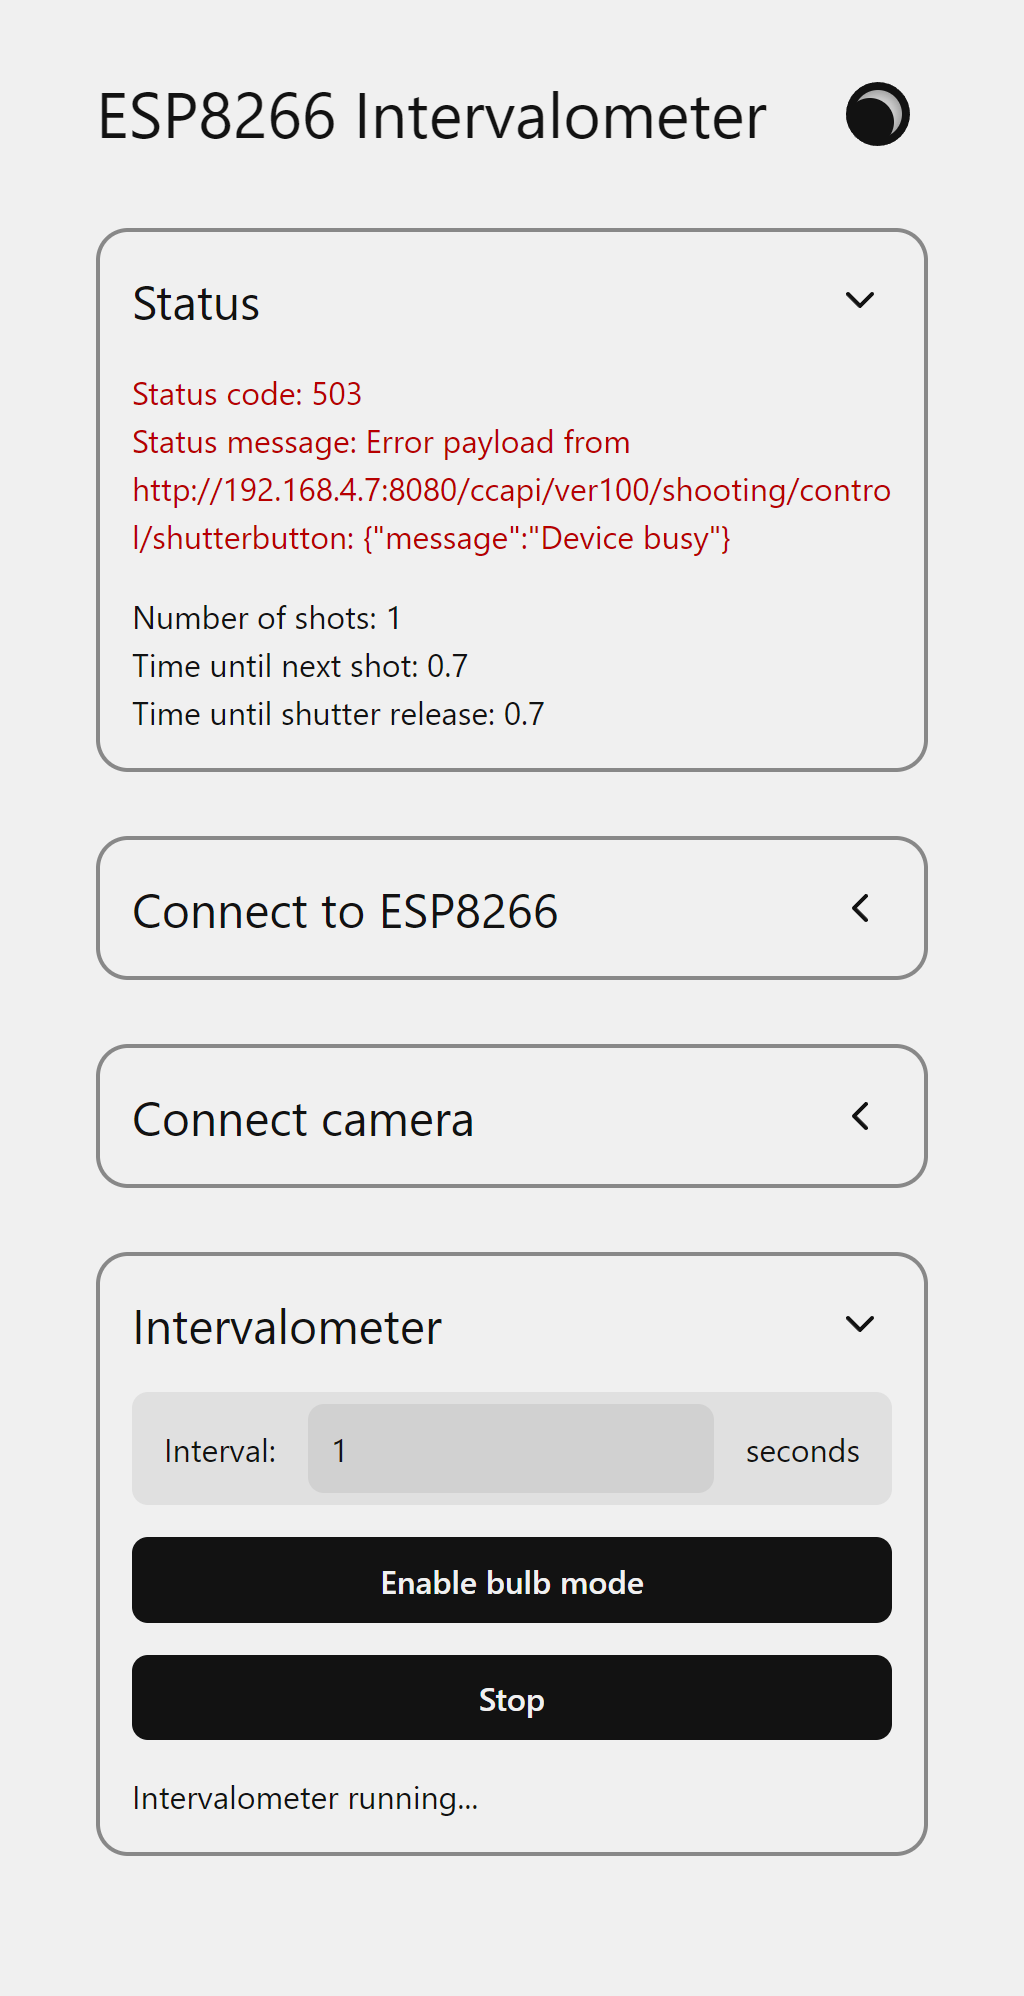 ESP8266 Intervalometer
Status
Status code: 503
Status message: Error payload from
http://192.168.4.7:8080/ccapi/ver100/shooting/contro
l/shutterbutton: {"message":"Device busy"}
Number of shots: 1
Time until next shot: 0.7
Time until shutter release: 0.7
Connect to ESP8266
Connect camera
Intervalometer
Interval: 1 seconds
Enable bulb mode
Stop
Intervalometer running...